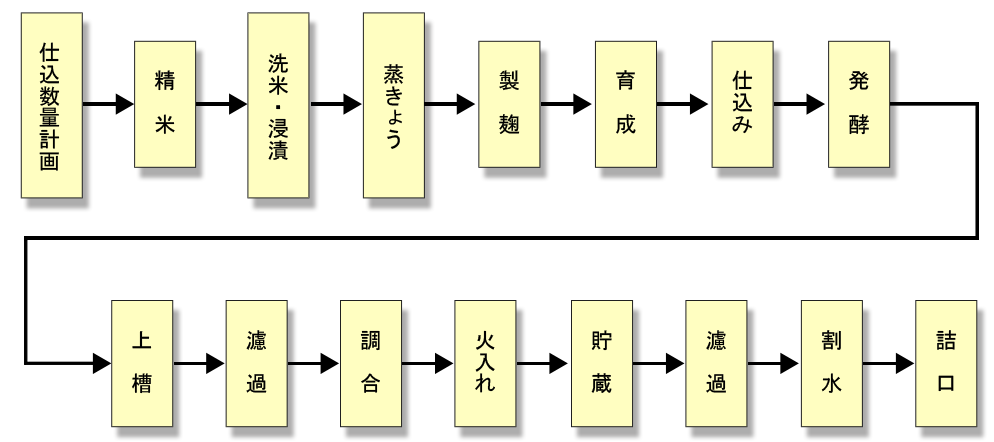 仕込数量計画
精米
洗米・浸漬
蒸きょう
製麹
育成
仕込み
発酵
上槽
濾過
調合
火入れ
貯蔵
濾過
割水
詰口